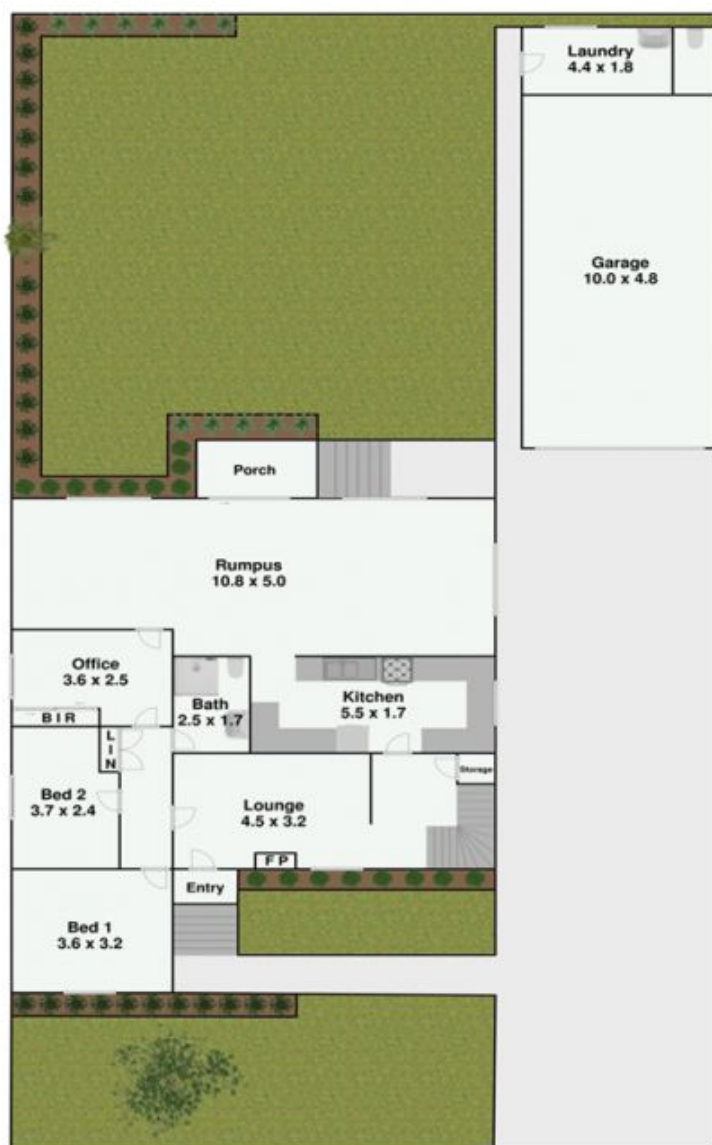 Laundry
4.4 x 1.8
Garage
10.0 x 4.8
Porch
Rumpus
10.8 x 5.0
Office
3.6 x 2.5
Bath
2.5 x 1.7
Kitchen
5.5 x 1.7
B I R
L
I
N
Bed 2
3.7 x 2.4
Storage
Lounge
4.5 x 3.2
F P
Entry
Bed 1
3.6 x 3.2